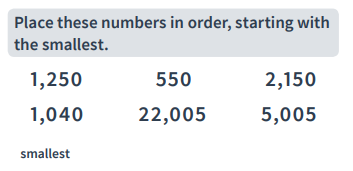 Place these numbers in order, starting with
the smallest.
1,250 550 2,150
1,040 22,005 5,005
smallest